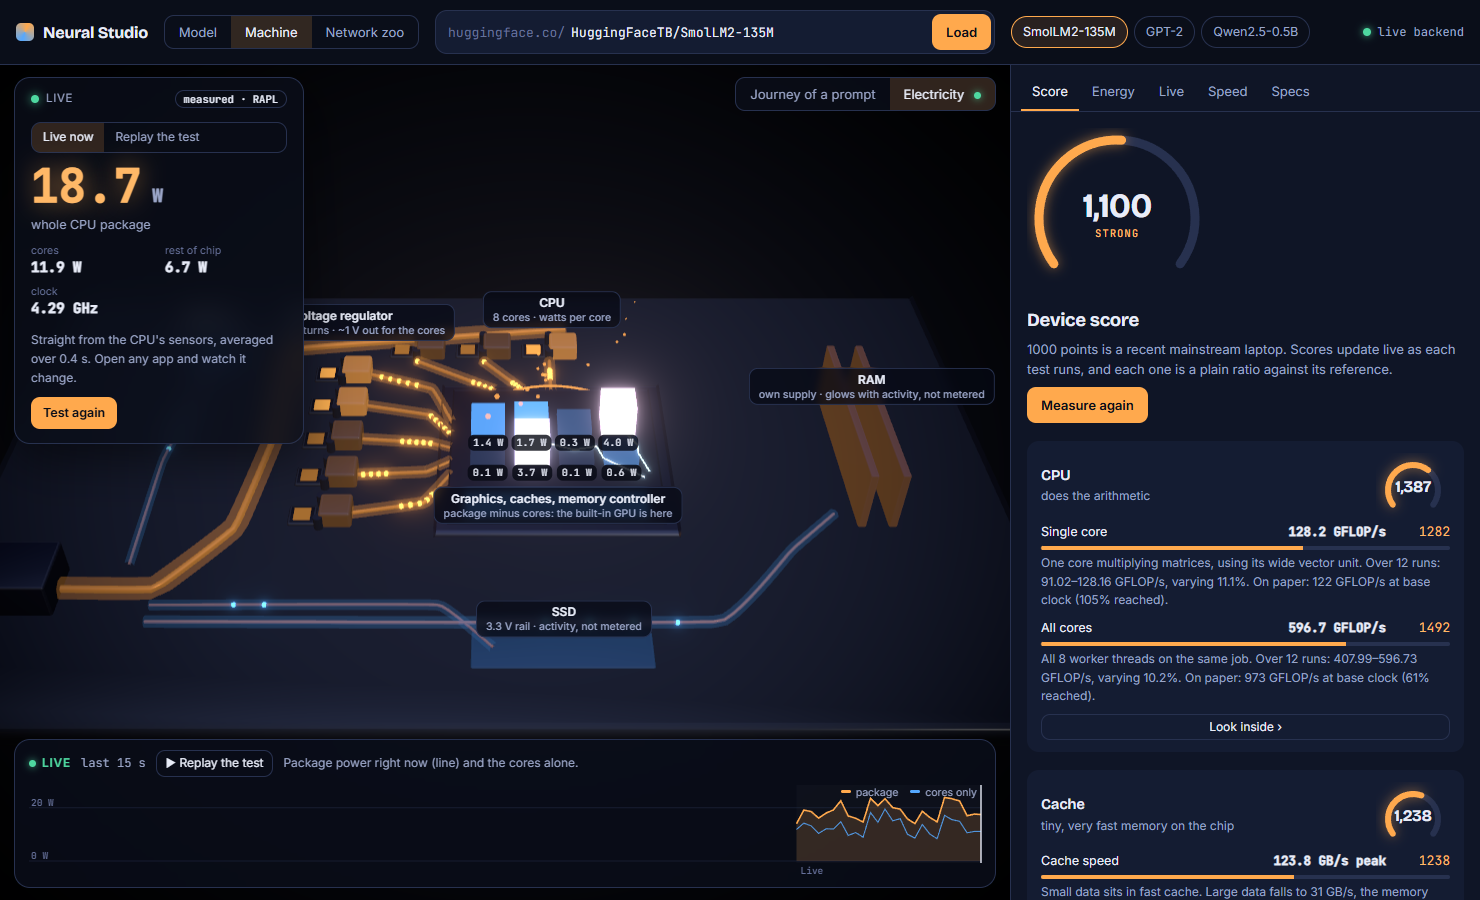 Neural Studio
Model
Machine
Network zoo
huggingface.co/ HuggingFaceTB/SmolLM2-135M
Load
SmolLM2-135M
GPT-2
Qwen2.5-0.5B
live backend
LIVE
measured · RAPL
Live now
Replay the test
18.7 W
whole CPU package
cores
rest of chip
11.9 W
6.7 W
clock
4.29 GHz
Straight from the CPU's sensors, averaged
over 0.4 s. Open any app and watch it
change.
Test again
Journey of a prompt
Electricity
oltage regulator
turns · ~1 V out for the cores
CPU
8 cores · watts per core
RAM
own supply · glows with activity, not metered
1.4 W
1.7 W
0.3 W
4.0 W
0.1 W
3.7 W
0.1 W
0.6 W
Graphics, caches, memory controller
package minus cores: the built-in GPU is here
SSD
3.3 V rail · activity, not metered
LIVE last 15 s
▶ Replay the test
Package power right now (line) and the cores alone.
package
cores only
20 W
0 W
Live
Score
Energy
Live
Speed
Specs
1,100
STRONG
Device score
1000 points is a recent mainstream laptop. Scores update live as each
test runs, and each one is a plain ratio against its reference.
Measure again
CPU
does the arithmetic
1,387
Single core
128.2 GFLOP/s
1282
One core multiplying matrices, using its wide vector unit. Over 12 runs:
91.02–128.16 GFLOP/s, varying 11.1%. On paper: 122 GFLOP/s at base
clock (105% reached).
All cores
596.7 GFLOP/s
1492
All 8 worker threads on the same job. Over 12 runs: 407.99–596.73
GFLOP/s, varying 10.2%. On paper: 973 GFLOP/s at base clock (61%
reached).
Look inside ›
Cache
tiny, very fast memory on the chip
1,238
Cache speed
123.8 GB/s peak
1238
Small data sits in fast cache. Large data falls to 31 GB/s, the memory